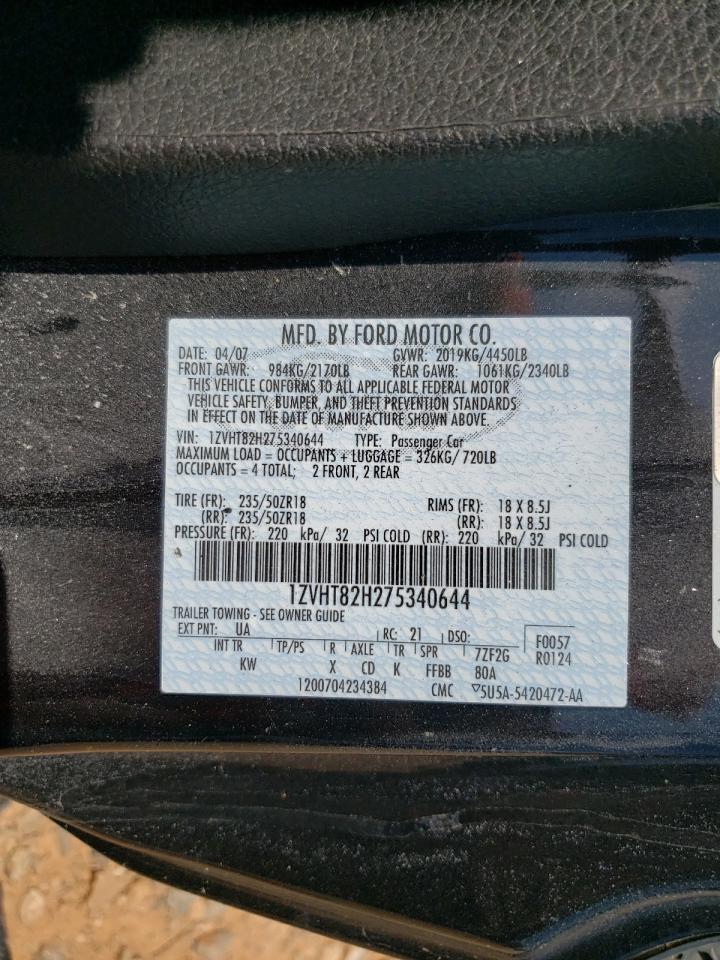 MFD. BY FORD MOTOR CO.
DATE: 04/07 GVWR: 2019KG/4450LB
FRONT GAWR: 984KG/2170LB REAR GAWR: 1061KG/2340LB
THIS VEHICLE CONFORMS TO ALL APPLICABLE FEDERAL MOTOR
VEHICLE SAFETY, BUMPER, AND THEFT PREVENTION STANDARDS
IN EFFECT ON THE DATE OF MANUFACTURE SHOWN ABOVE.
VIN: 1ZVHT82H275340644 TYPE: Passenger Car
MAXIMUM LOAD = OCCUPANTS + LUGGAGE = 326KG/ 720LB
OCCUPANTS = 4 TOTAL; 2 FRONT, 2 REAR
TIRE (FR): 235/50ZR18 RIMS (FR): 18 X 8.5J
(RR): 235/50ZR18 (RR): 18 X 8.5J
PRESSURE (FR): 220 kPa/ 32 PSI COLD (RR): 220 kPa/ 32 PSI COLD
1ZVHT82H275340644
TRAILER TOWING - SEE OWNER GUIDE
EXT PNT: UA RC: 21 DSO: F0057
INT TR TP/PS R AXLE TR SPR 7ZF2G R0124
KW X CD K FFBB 80A
1200704234384 CMC ▽5U5A-5420472-AA